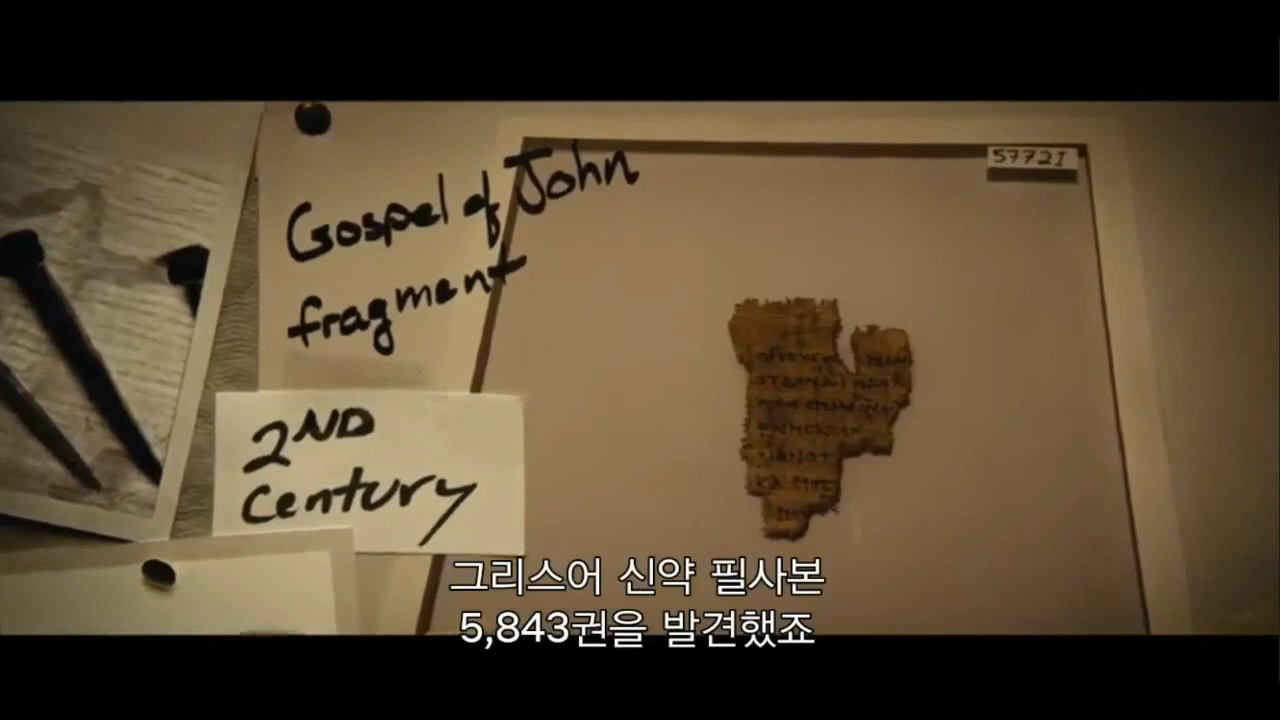 Gospel of John
fragment
57721
2ND
Century
그리스어 신약 필사본
5,843권을 발견했죠